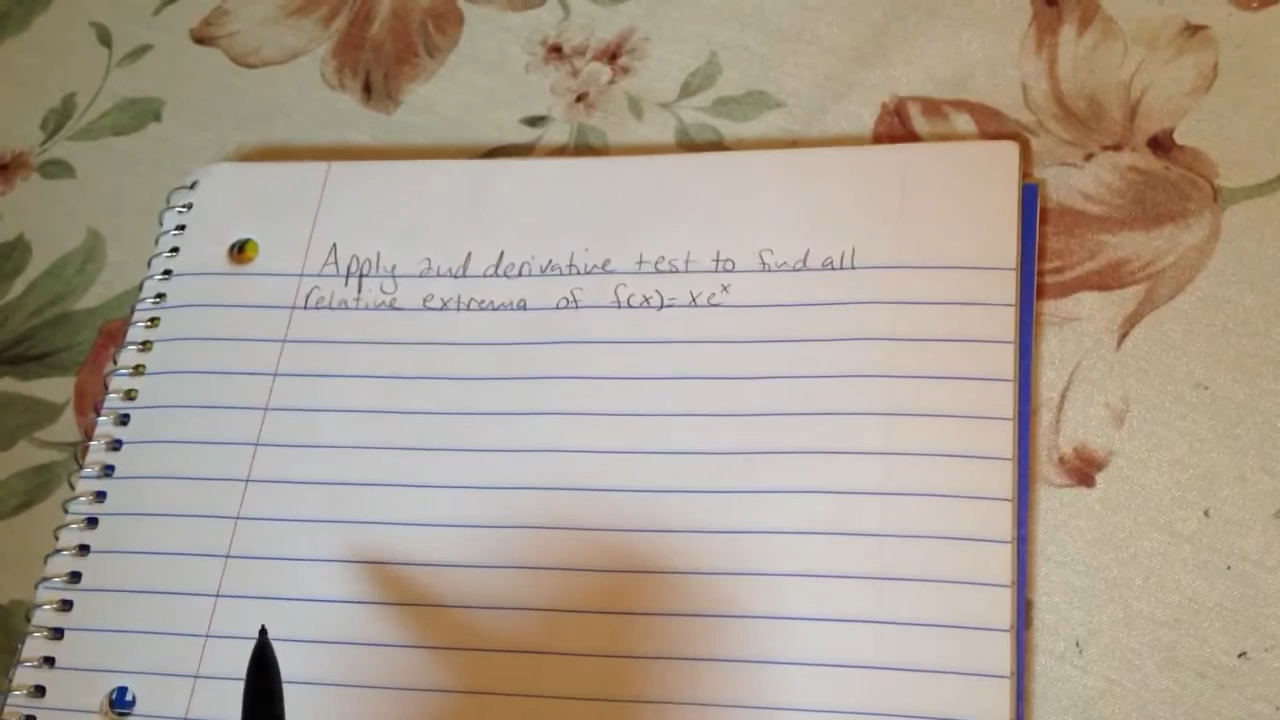 Apply 2nd derivative test to find all
relative extrema of f(x)= xe^x